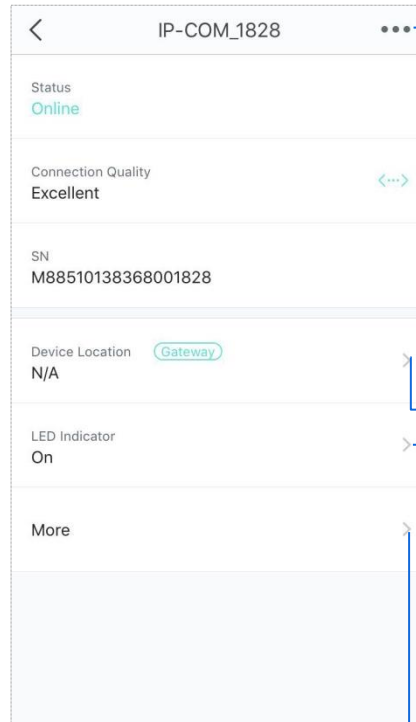 IP-COM_1828
Status
Online
Connection Quality
Excellent
SN
M88510138368001828
Device Location Gateway
N/A
LED Indicator
On
More